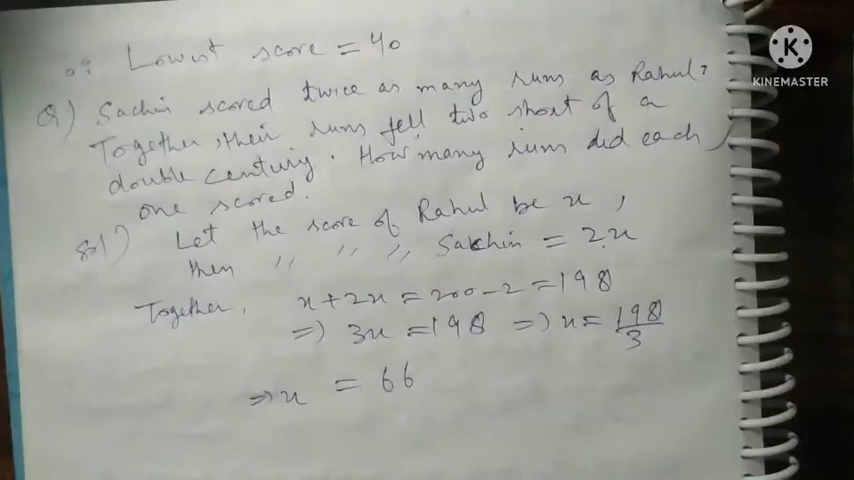 ∴ Lowest score = 40
Q) Sachin scored twice as many runs as Rahul.
Together, their runs fell two short of a
double century. How many runs did each
one scored.
Sol) Let the score of Rahul be x,
then " " " Sachin = 2x
Together, x+2x = 200-2 = 198
=> 3x = 198 => x = 198/3
=> x = 66
KINEMASTER